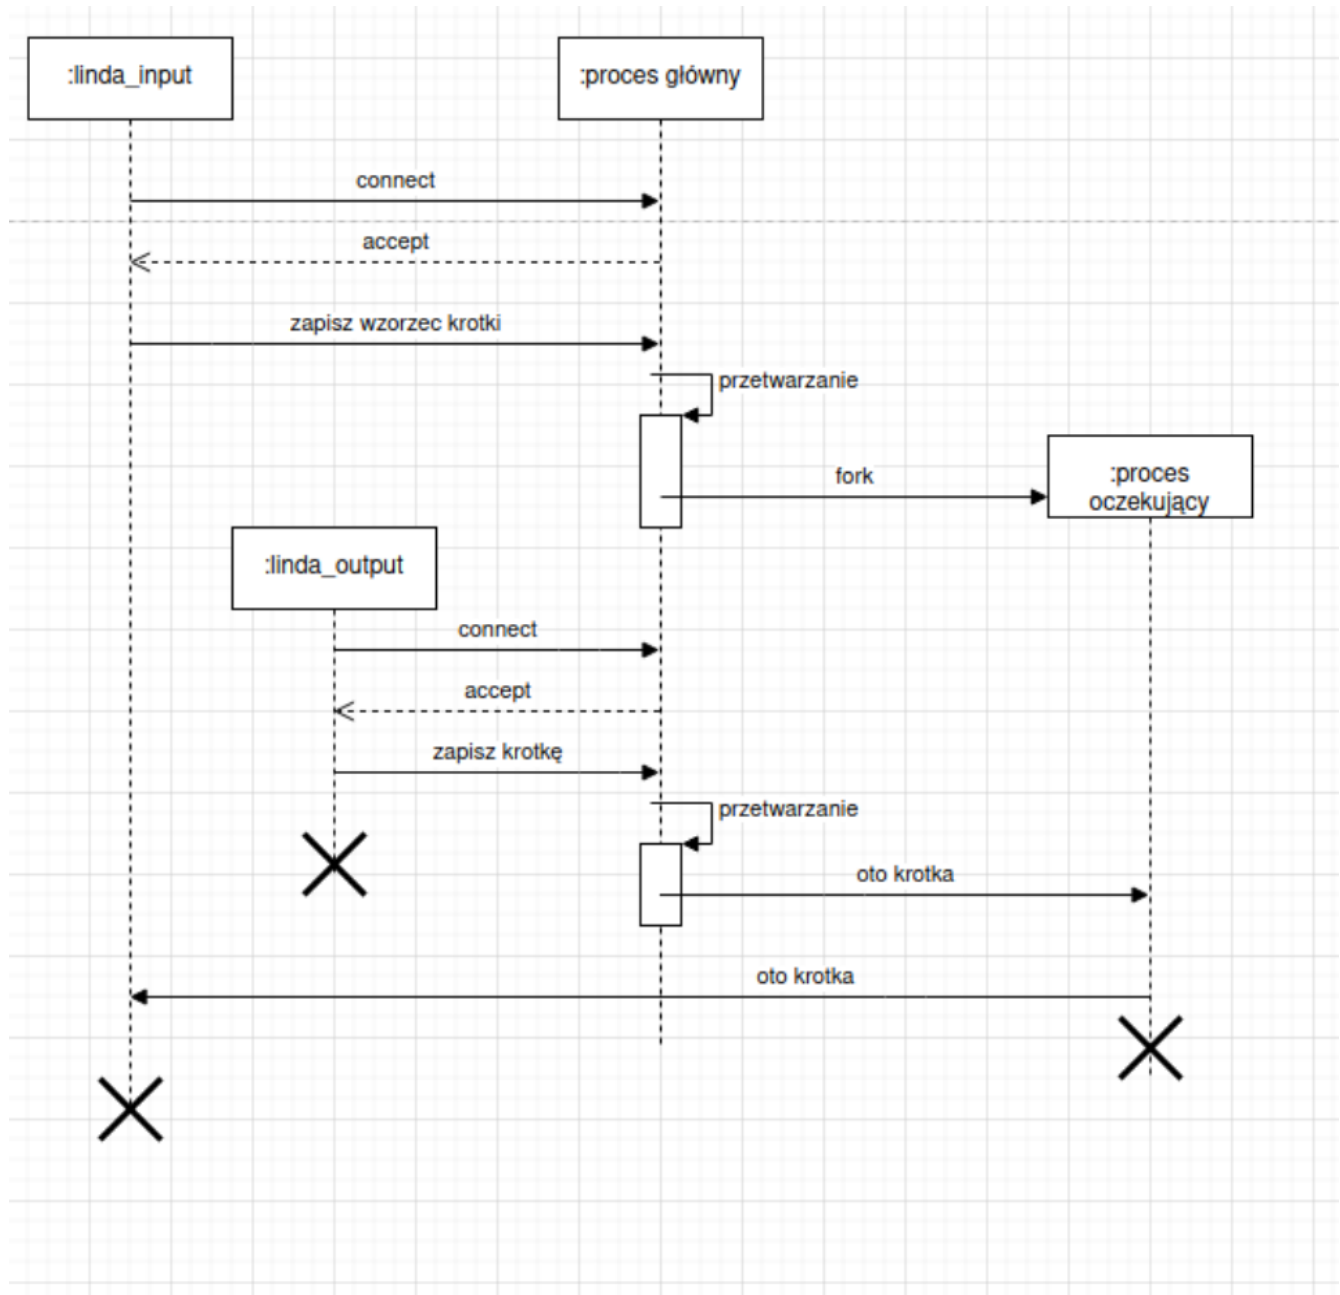 :linda_input
:proces główny
connect
accept
zapisz wzorzec krotki
przetwarzanie
fork
:proces
oczekujący
:linda_output
connect
accept
zapisz krotkę
przetwarzanie
oto krotka
oto krotka